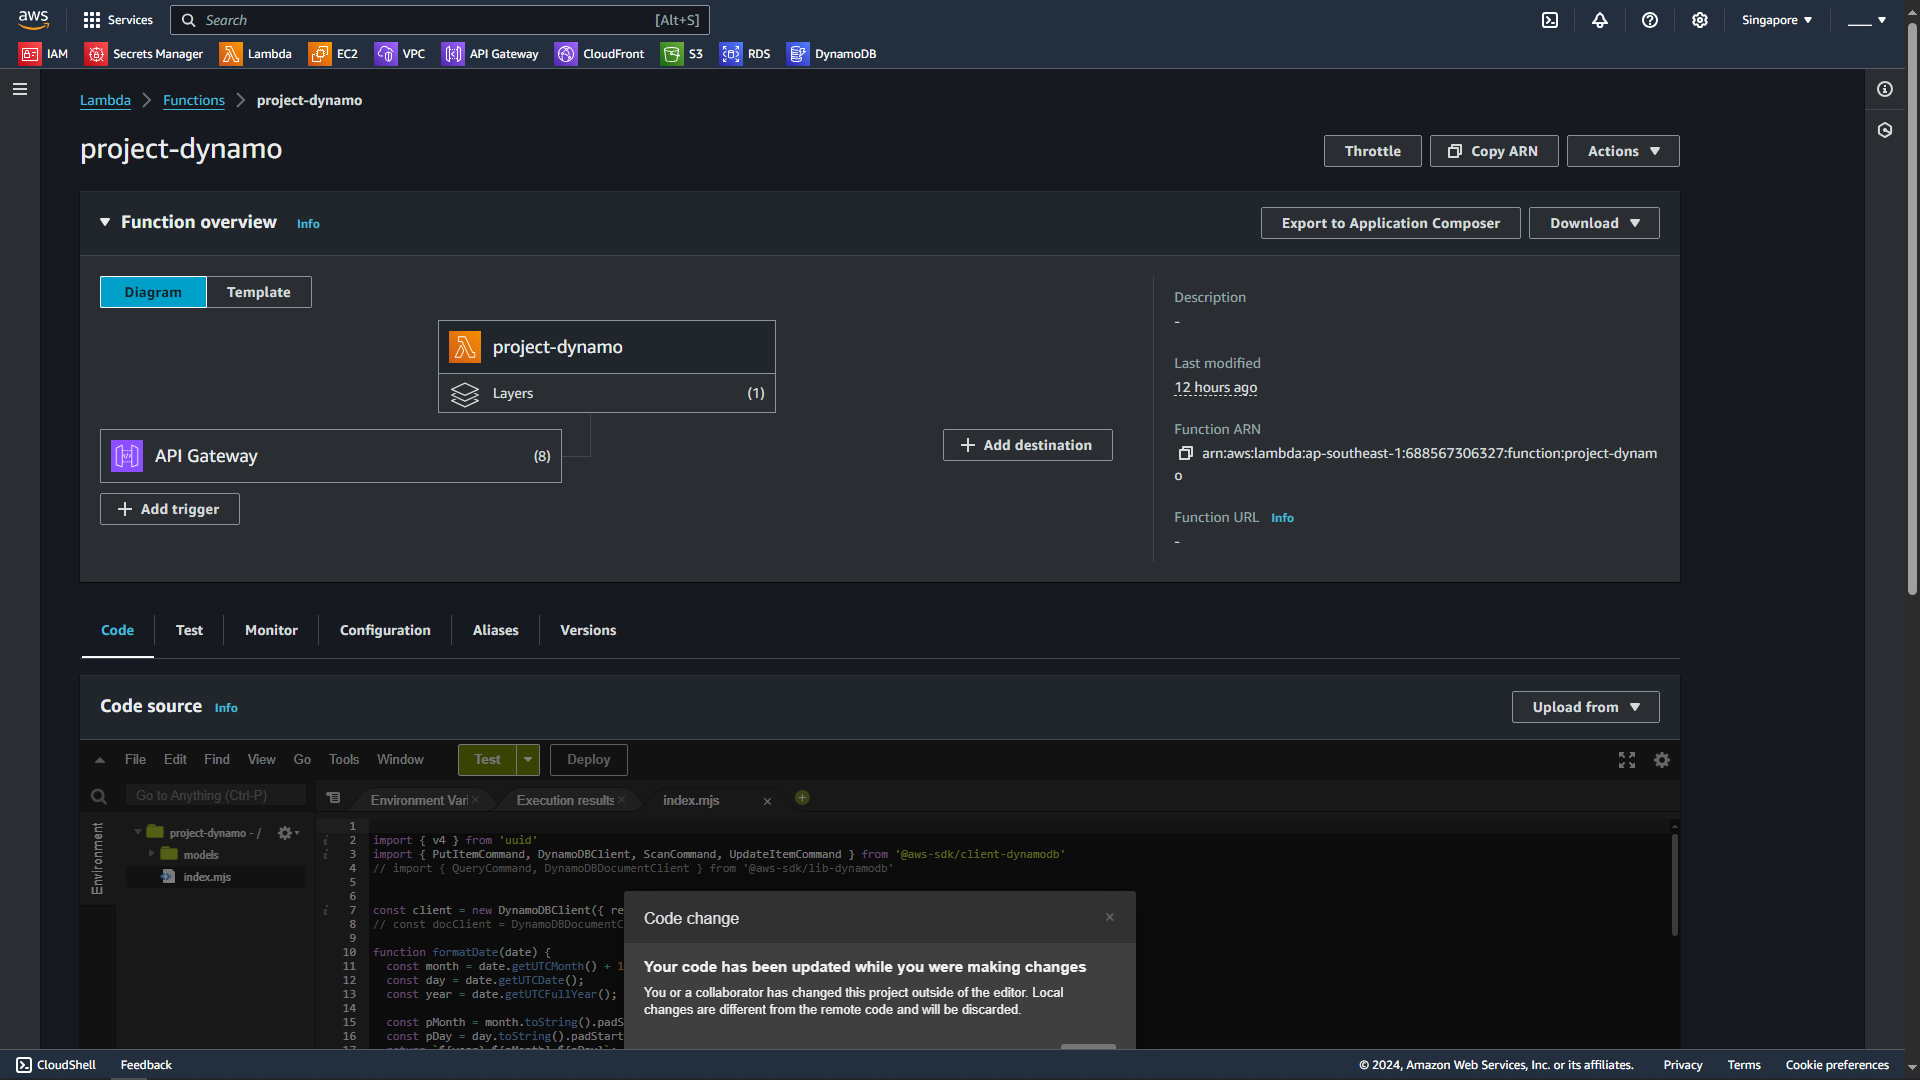 aws
Services
Search
[Alt+S]
Singapore
IAM
Secrets Manager
Lambda
EC2
VPC
API Gateway
CloudFront
S3
RDS
DynamoDB
Lambda
Functions
project-dynamo
project-dynamo
Throttle
Copy ARN
Actions
Function overview
Info
Export to Application Composer
Download
Diagram
Template
project-dynamo
Layers
(1)
API Gateway
(8)
Add trigger
Add destination
Description
-
Last modified
12 hours ago
Function ARN
arn:aws:lambda:ap-southeast-1:688567306327:function:project-dynam
o
Function URL
Info
-
Code
Test
Monitor
Configuration
Aliases
Versions
Code source
Info
Upload from
File
Edit
Find
View
Go
Tools
Window
Test
Deploy
Go to Anything (Ctrl-P)
Environment
project-dynamo - /
models
index.mjs
Environment Vari
Execution results
index.mjs
1
2 import { v4 } from 'uuid'
3 import { PutItemCommand, DynamoDBClient, ScanCommand, UpdateItemCommand } from '@aws-sdk/client-dynamodb'
4 // import { QueryCommand, DynamoDBDocumentClient } from '@aws-sdk/lib-dynamodb'
5
6
7 const client = new DynamoDBClient({ re
8 // const docClient = DynamoDBDocumentC
9
10 function formatDate(date) {
11 const month = date.getUTCMonth() + 1
12 const day = date.getUTCDate();
13 const year = date.getUTCFullYear();
14
15 const pMonth = month.toString().padS
16 const pDay = day.toString().padStart
17 return `${year}-${pMonth}-${pDay}`;
Code change
Your code has been updated while you were making changes
You or a collaborator has changed this project outside of the editor. Local
changes are different from the remote code and will be discarded.
CloudShell
Feedback
© 2024, Amazon Web Services, Inc. or its affiliates.
Privacy
Terms
Cookie preferences